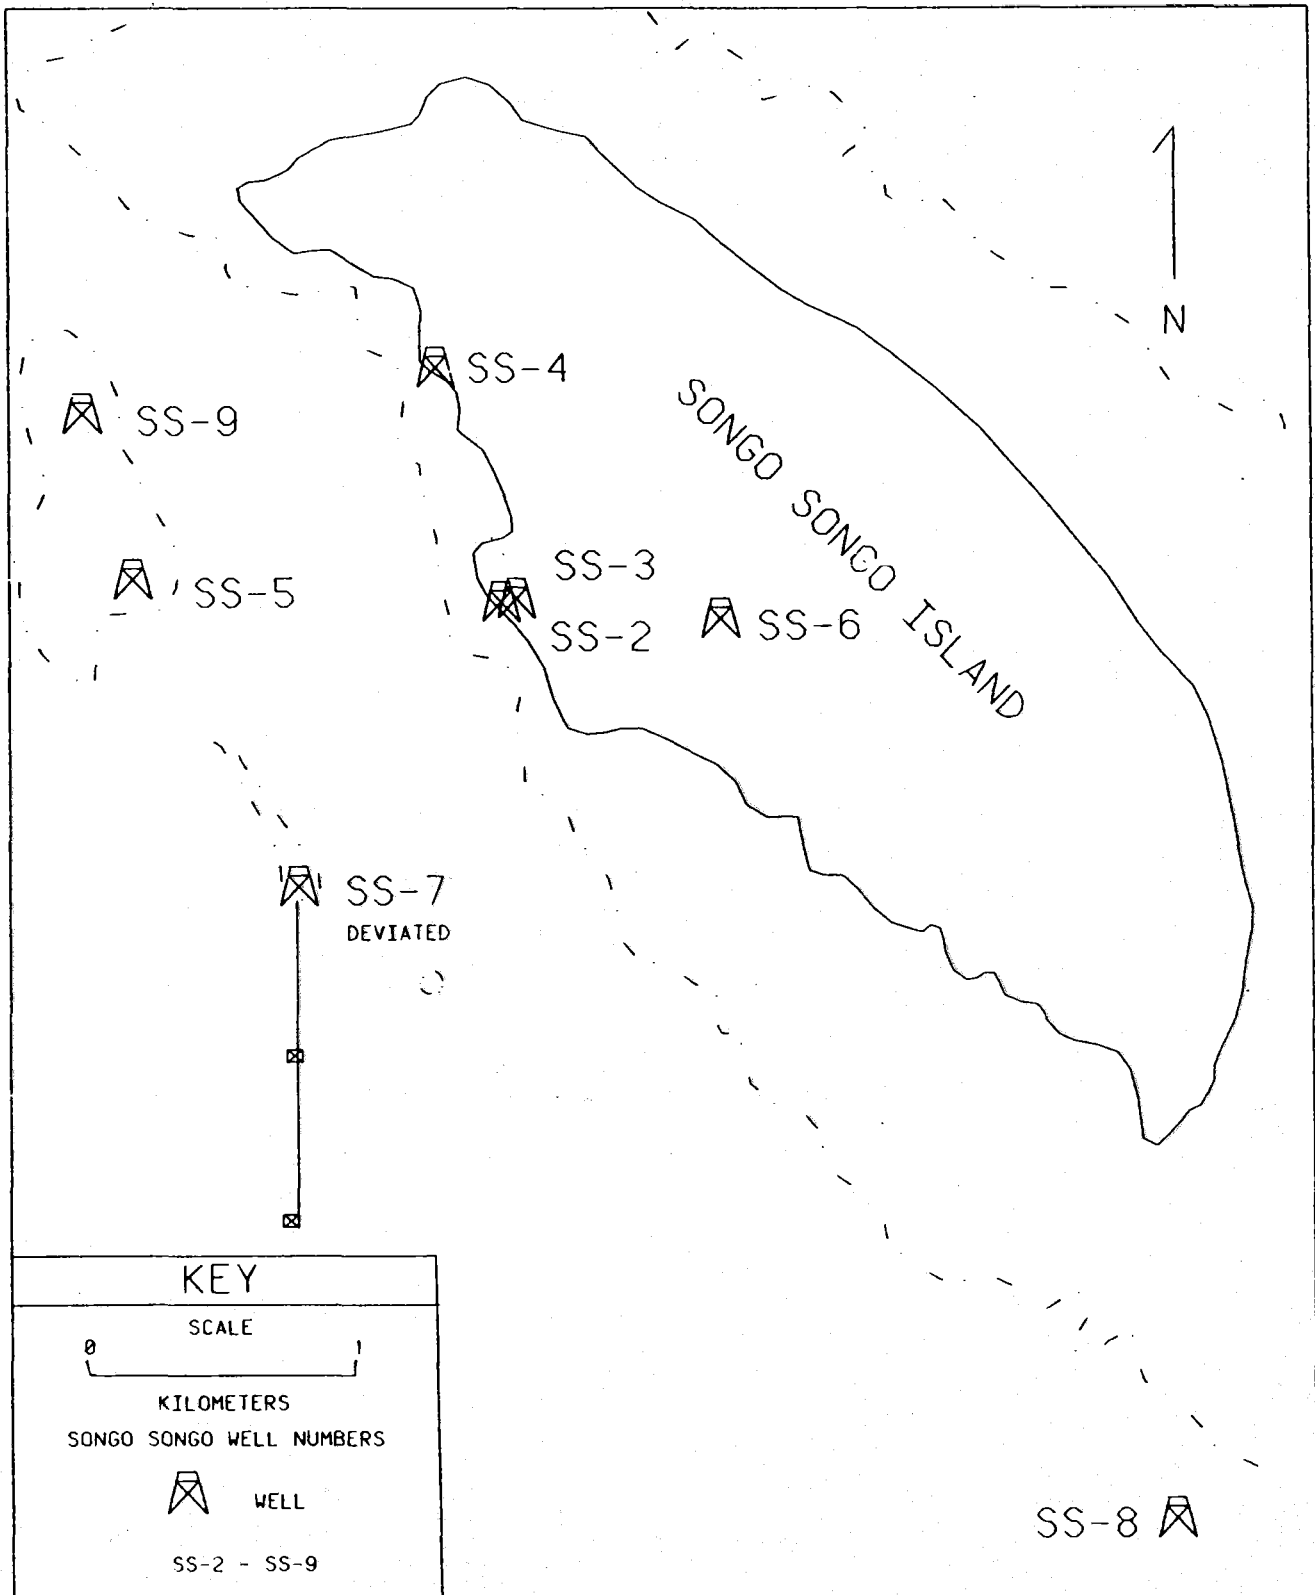 N
SS-4
SS-9
SONGO SONGO ISLAND
SS-3
SS-5
SS-6
SS-2
SS-7
DEVIATED
KEY
SCALE
0 1
KILOMETERS
SONGO SONGO WELL NUMBERS
WELL
SS-8
SS-2 - SS-9